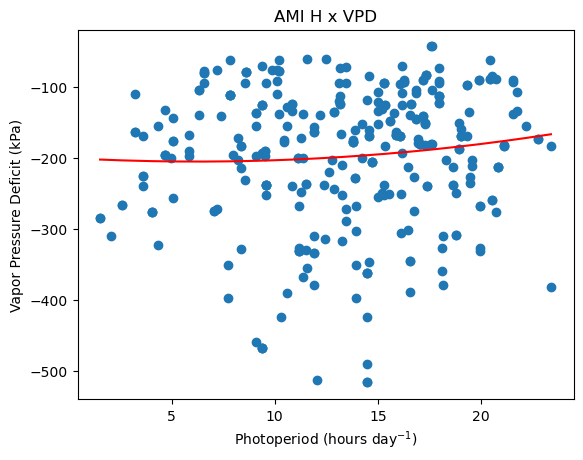 AMI H x VPD
Vapor Pressure Deficit (kPa)
−100
−200
−300
−400
−500
5 10 15 20
Photoperiod (hours day⁻¹)